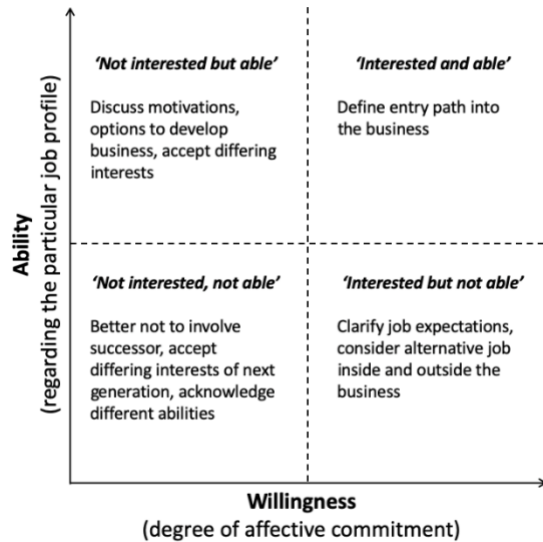 Ability
(regarding the particular job profile)
'Not interested but able'
Discuss motivations,
options to develop
business, accept differing
interests
'Interested and able'
Define entry path into
the business
'Not interested, not able'
Better not to involve
successor, accept
differing interests of next
generation, acknowledge
different abilities
'Interested but not able'
Clarify job expectations,
consider alternative job
inside and outside the
business
Willingness
(degree of affective commitment)